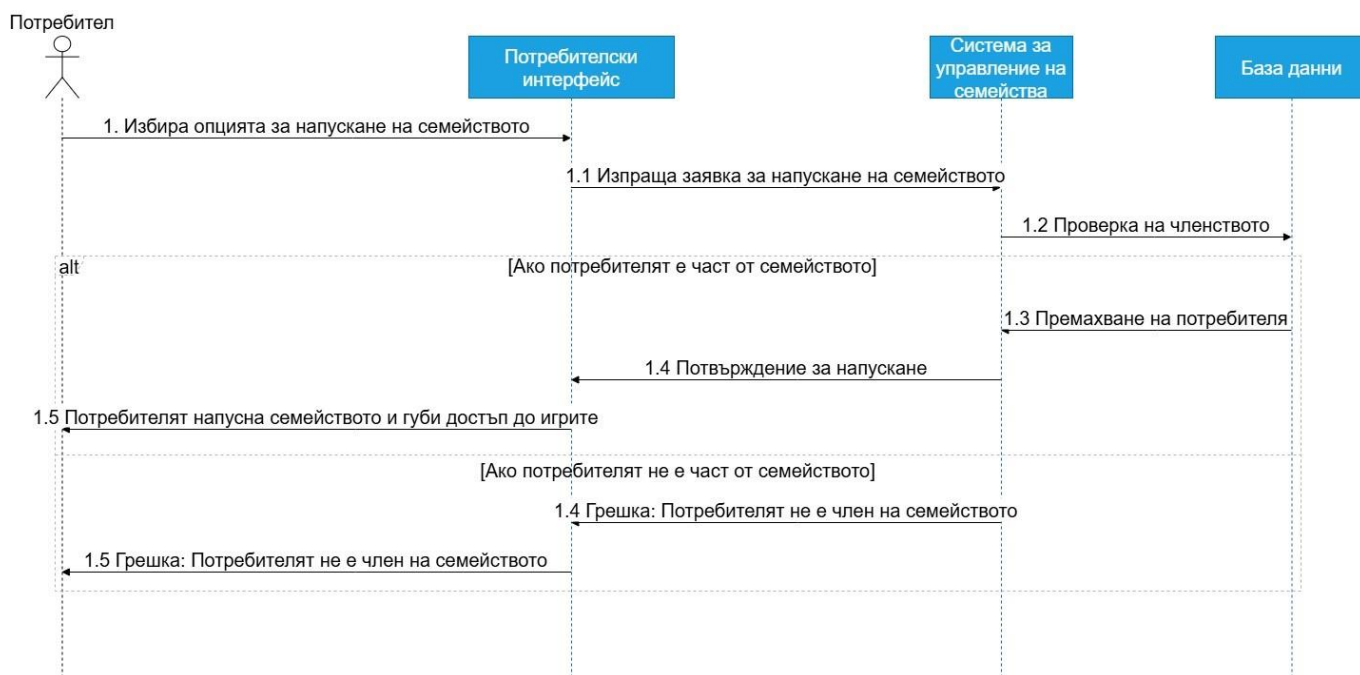 Потребител
Потребителски
интерфейс
Система за
управление на
семейства
База данни
1. Избира опцията за напускане на семейството
1.1 Изпраща заявка за напускане на семейството
1.2 Проверка на членството
alt
[Ако потребителят е част от семейството]
1.3 Премахване на потребителя
1.4 Потвърждение за напускане
1.5 Потребителят напусна семейството и губи достъп до игрите
[Ако потребителят не е част от семейството]
1.4 Грешка: Потребителят не е член на семейството
1.5 Грешка: Потребителят не е член на семейството